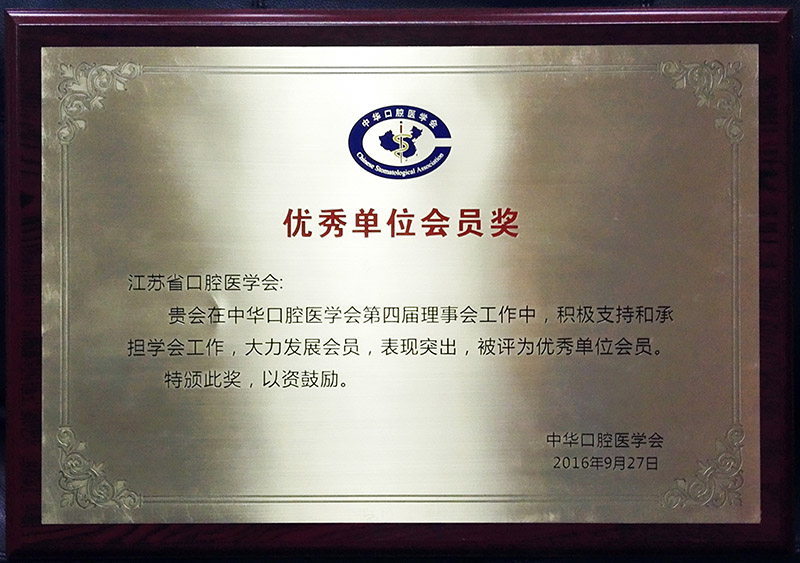 中华口腔医学会
Chinese Stomatological Association
优秀单位会员奖
江苏省口腔医学会:
贵会在中华口腔医学会第四届理事会工作中，积极支持和承
担学会工作，大力发展会员，表现突出，被评为优秀单位会员。
特颁此奖，以资鼓励。
中华口腔医学会
2016年9月27日